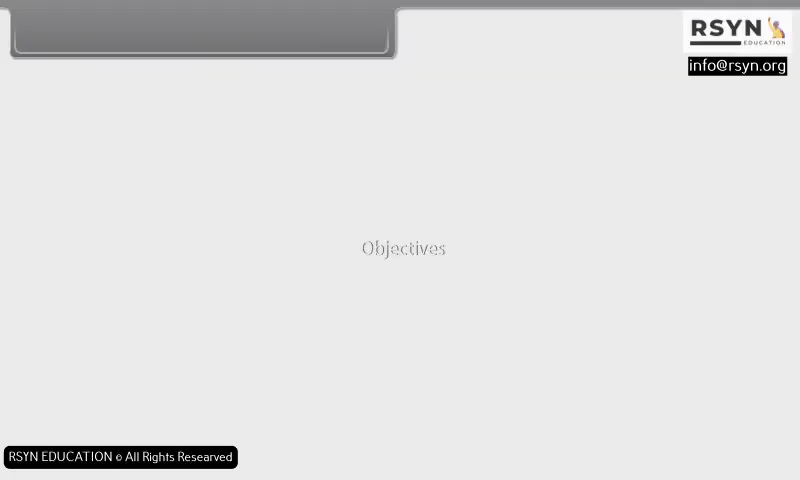 RSYN
EDUCATION
info@rsyn.org
Objectives
RSYN EDUCATION © All Rights Researved